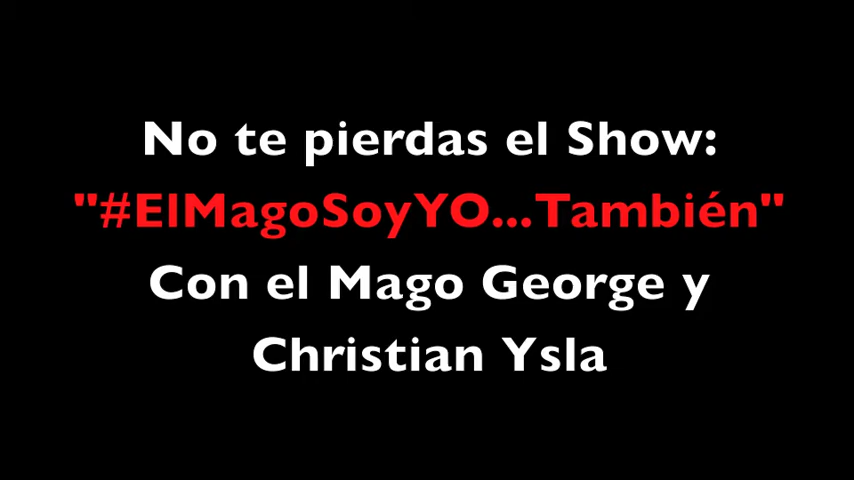 No te pierdas el Show:
"#ElMagoSoyYO...También"
Con el Mago George y
Christian Ysla